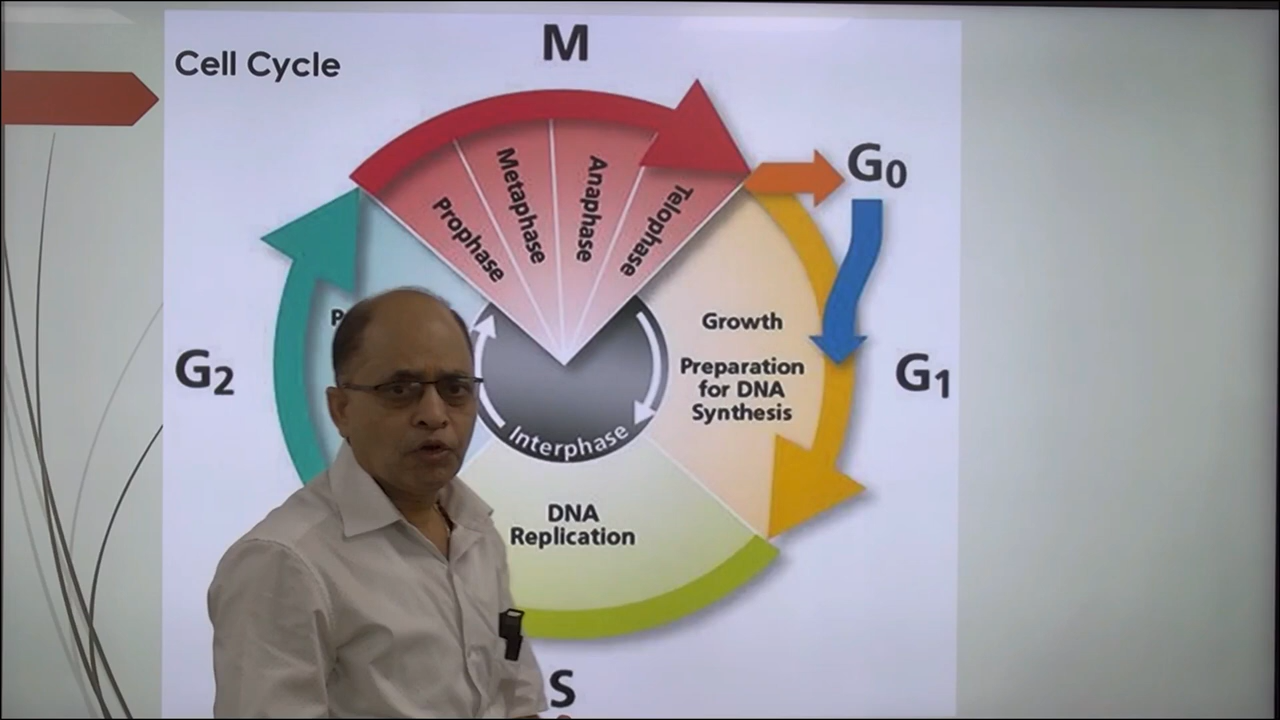 Cell Cycle
M
Prophase
Metaphase
Anaphase
Telophase
G0
G2
Growth
Preparation
for DNA
Synthesis
G1
Interphase
DNA
Replication
S